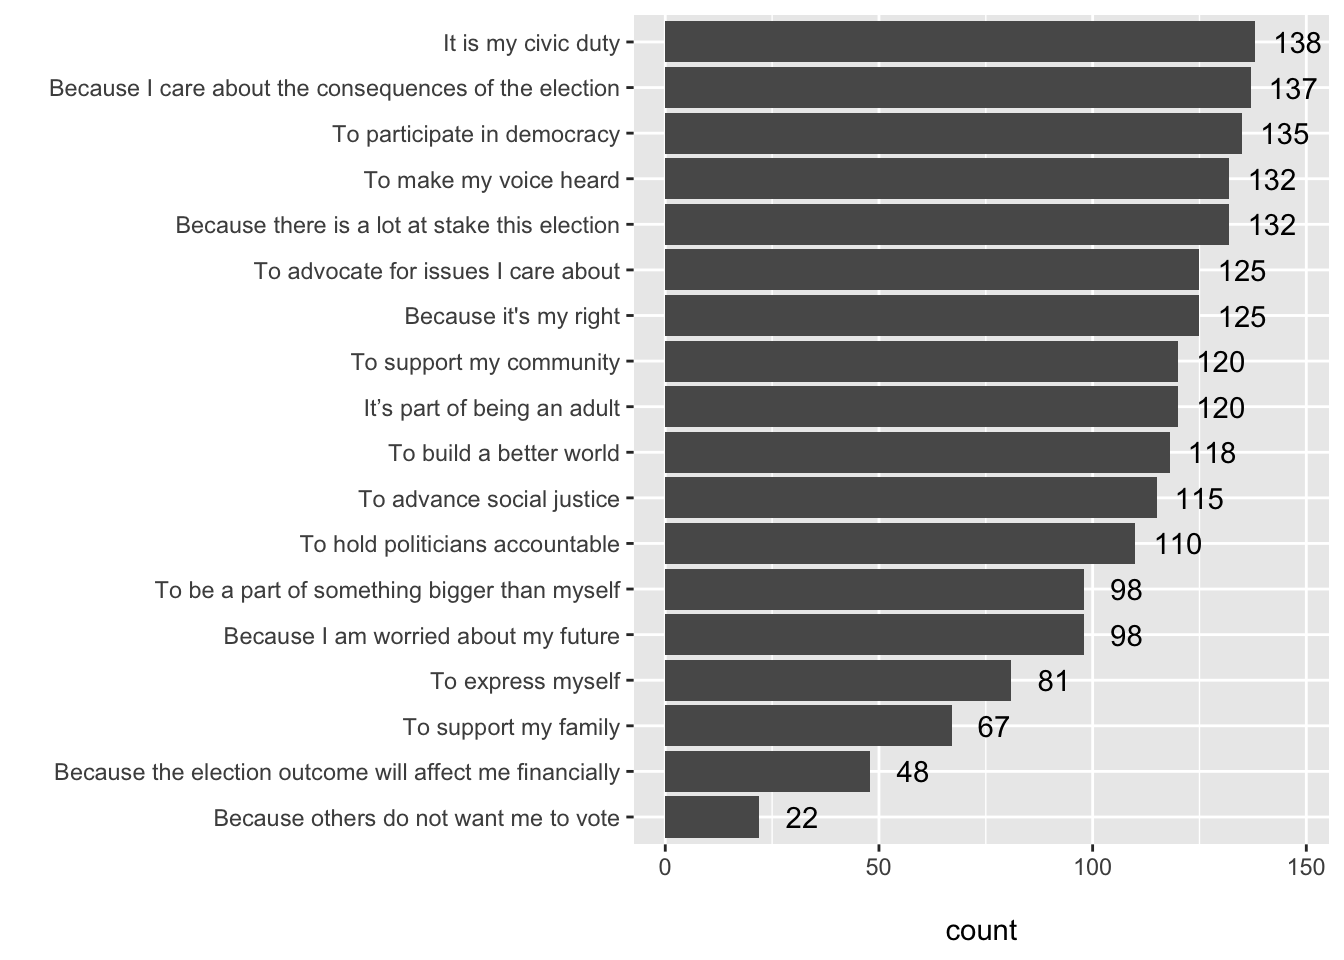 It is my civic duty 138
Because I care about the consequences of the election 137
To participate in democracy 135
To make my voice heard 132
Because there is a lot at stake this election 132
To advocate for issues I care about 125
Because it's my right 125
To support my community 120
It’s part of being an adult 120
To build a better world 118
To advance social justice 115
To hold politicians accountable 110
To be a part of something bigger than myself 98
Because I am worried about my future 98
To express myself 81
To support my family 67
Because the election outcome will affect me financially 48
Because others do not want me to vote 22
0 50 100 150
count